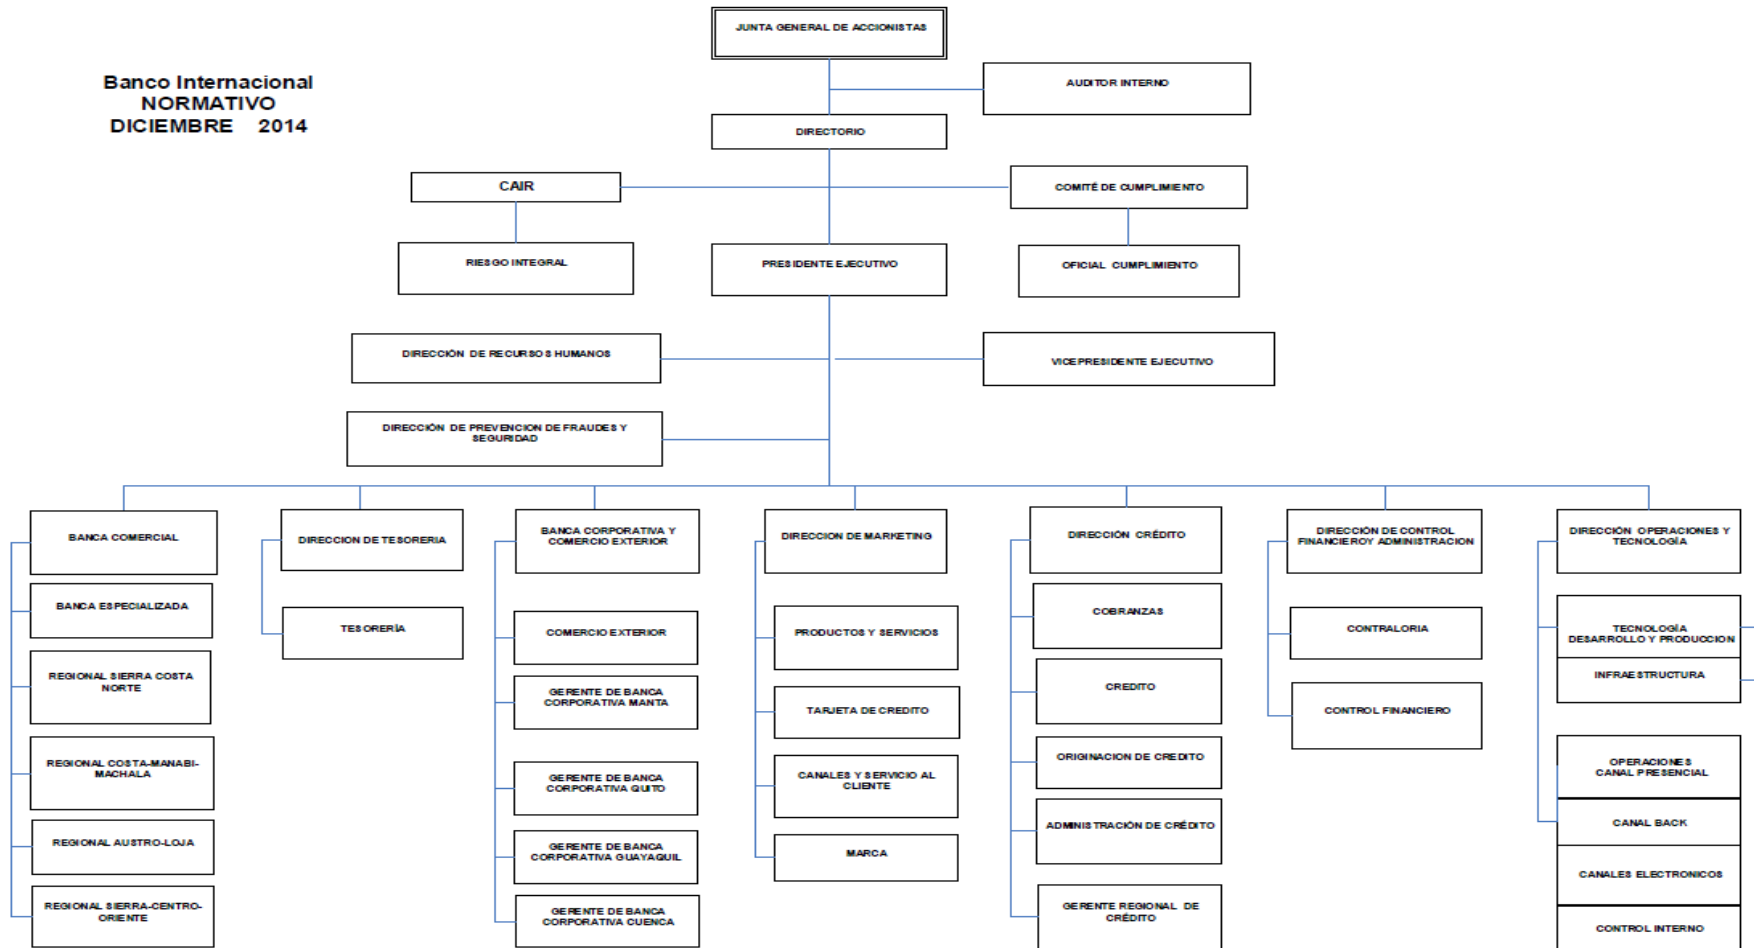 JUNTA GENERAL DE ACCIONISTAS
Banco Internacional
NORMATIVO
DICIEMBRE 2014
AUDITOR INTERNO
DIRECTORIO
CAIR
COMITÉ DE CUMPLIMIENTO
RIESGO INTEGRAL
PRESIDENTE EJECUTIVO
OFICIAL CUMPLIMIENTO
DIRECCIÓN DE RECURSOS HUMANOS
VICEPRESIDENTE EJECUTIVO
DIRECCIÓN DE PREVENCION DE FRAUDES Y
SEGURIDAD
BANCA COMERCIAL
BANCA ESPECIALIZADA
REGIONAL SIERRA COSTA
NORTE
REGIONAL COSTA-MANABI-
MACHALA
REGIONAL AUSTRO-LOJA
REGIONAL SIERRA-CENTRO-
ORIENTE
DIRECCION DE TESORERIA
TESORERÍA
BANCA CORPORATIVA Y
COMERCIO EXTERIOR
COMERCIO EXTERIOR
GERENTE DE BANCA
CORPORATIVA MANTA
GERENTE DE BANCA
CORPORATIVA QUITO
GERENTE DE BANCA
CORPORATIVA GUAYAQUIL
GERENTE DE BANCA
CORPORATIVA CUENCA
DIRECCION DE MARKETING
PRODUCTOS Y SERVICIOS
TARJETA DE CREDITO
CANALES Y SERVICIO AL
CLIENTE
MARCA
DIRECCIÓN CRÉDITO
COBRANZAS
CREDITO
ORIGINACION DE CREDITO
ADMINISTRACIÓN DE CRÉDITO
GERENTE REGIONAL DE
CRÉDITO
DIRECCIÓN DE CONTROL
FINANCIEROY ADMINISTRACION
CONTRALORIA
CONTROL FINANCIERO
DIRECCIÓN OPERACIONES Y
TECNOLOGÍA
TECNOLOGÍA
DESARROLLO Y PRODUCCION
INFRAESTRUCTURA
OPERACIONES
CANAL PRESENCIAL
CANAL BACK
CANALES ELECTRONICOS
CONTROL INTERNO